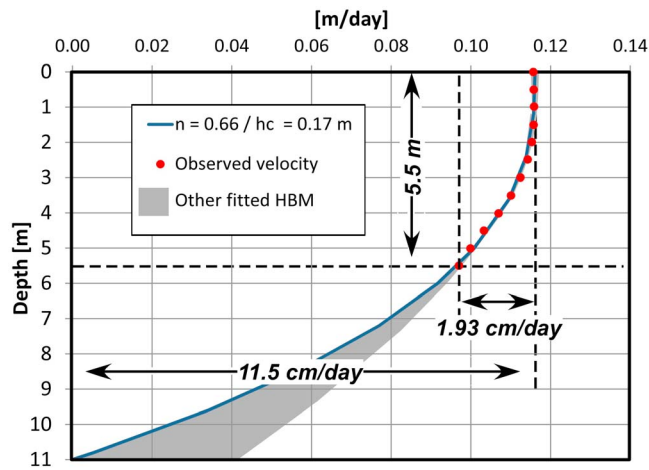 [m/day]
0.00 0.02 0.04 0.06 0.08 0.10 0.12 0.14
Depth [m]
0
1
2
3
4
5
6
7
8
9
10
11
n = 0.66 / hc = 0.17 m
Observed velocity
Other fitted HBM
5.5 m
1.93 cm/day
11.5 cm/day